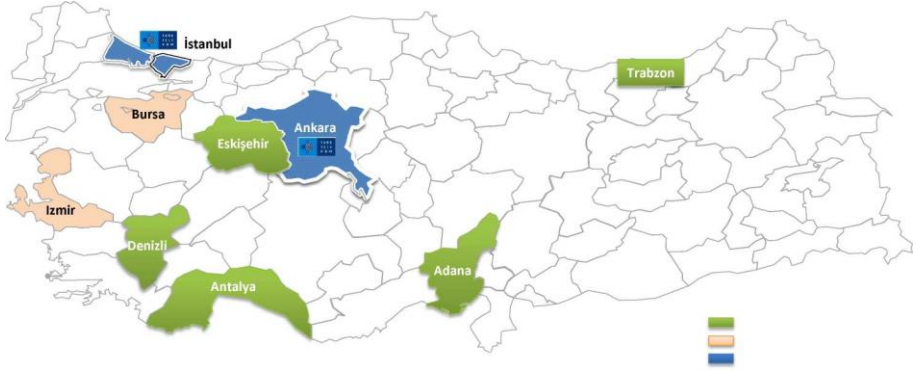 İstanbul
Trabzon
Bursa
Ankara
Eskişehir
Izmir
Denizli
Adana
Antalya